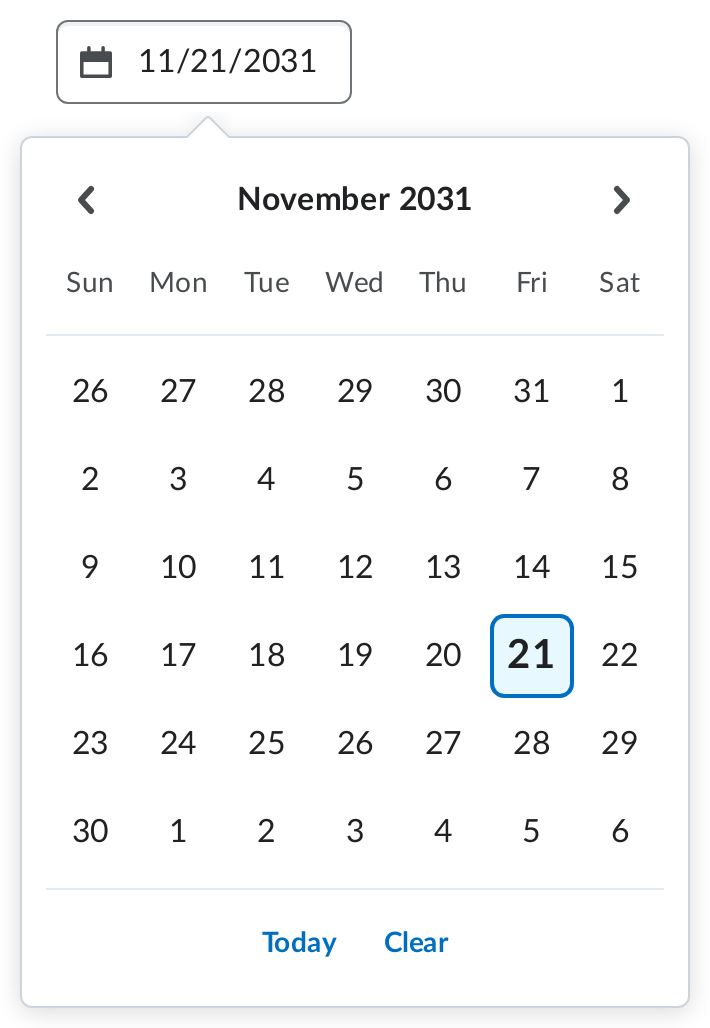 11/21/2031
November 2031
Sun Mon Tue Wed Thu Fri Sat
26 27 28 29 30 31 1
2 3 4 5 6 7 8
9 10 11 12 13 14 15
16 17 18 19 20 21 22
23 24 25 26 27 28 29
30 1 2 3 4 5 6
Today Clear